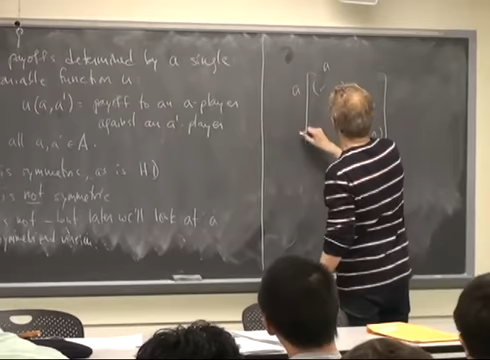 payoffs determined by a single
variable function u:
u(a,a') = payoff to an a-player
against an a'-player
all a,a' ∈ A.
is symmetric, as is HD
is not symmetric
is not - but later we'll look at a
symmetrized version.
a
a